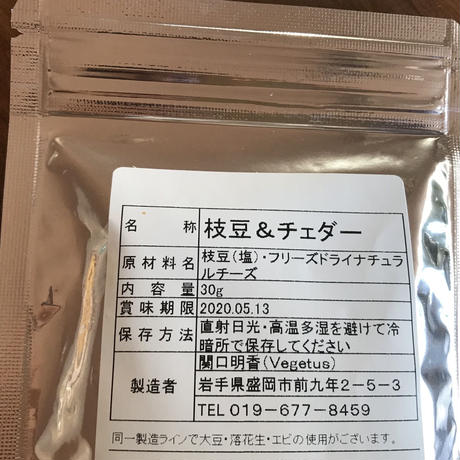 名称 枝豆&チェダー
原材料名 枝豆(塩)・フリーズドライナチュラ
ルチーズ
内容量 30g
賞味期限 2020.05.13
保存方法 直射日光・高温多湿を避けて冷
暗所で保存してください
製造者 関口明香(Vegetus)
岩手県盛岡市前九年2-5-3
TEL 019-677-8459
同一製造ラインで大豆・落花生・エビの使用がございます。